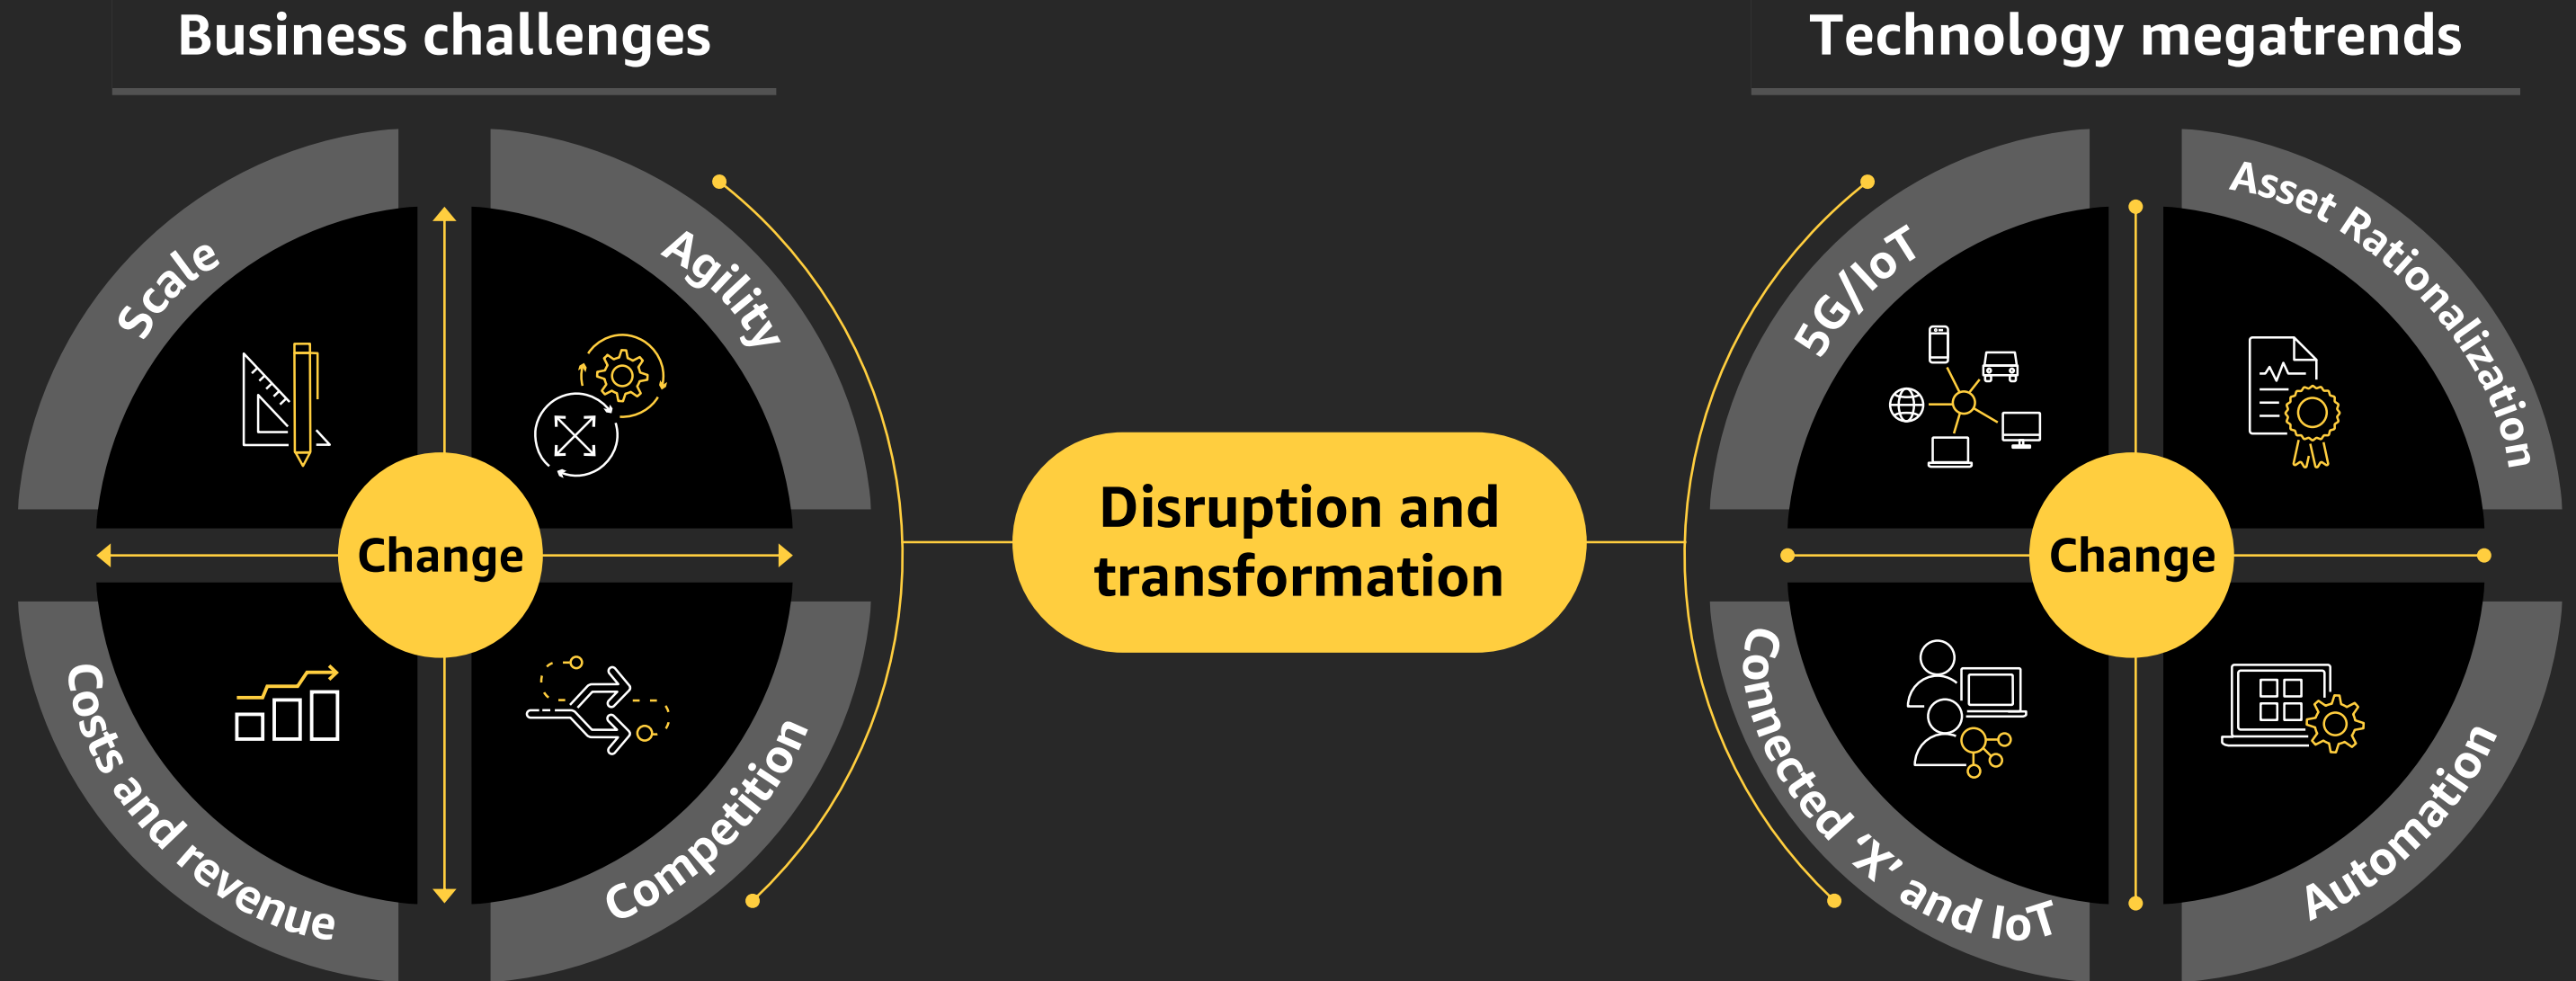 Business challenges
Scale
Agility
Change
Costs and revenue
Competition
Disruption and
transformation
Technology megatrends
5G/IoT
Asset Rationalization
Change
Connected ‘X’ and IoT
Automation